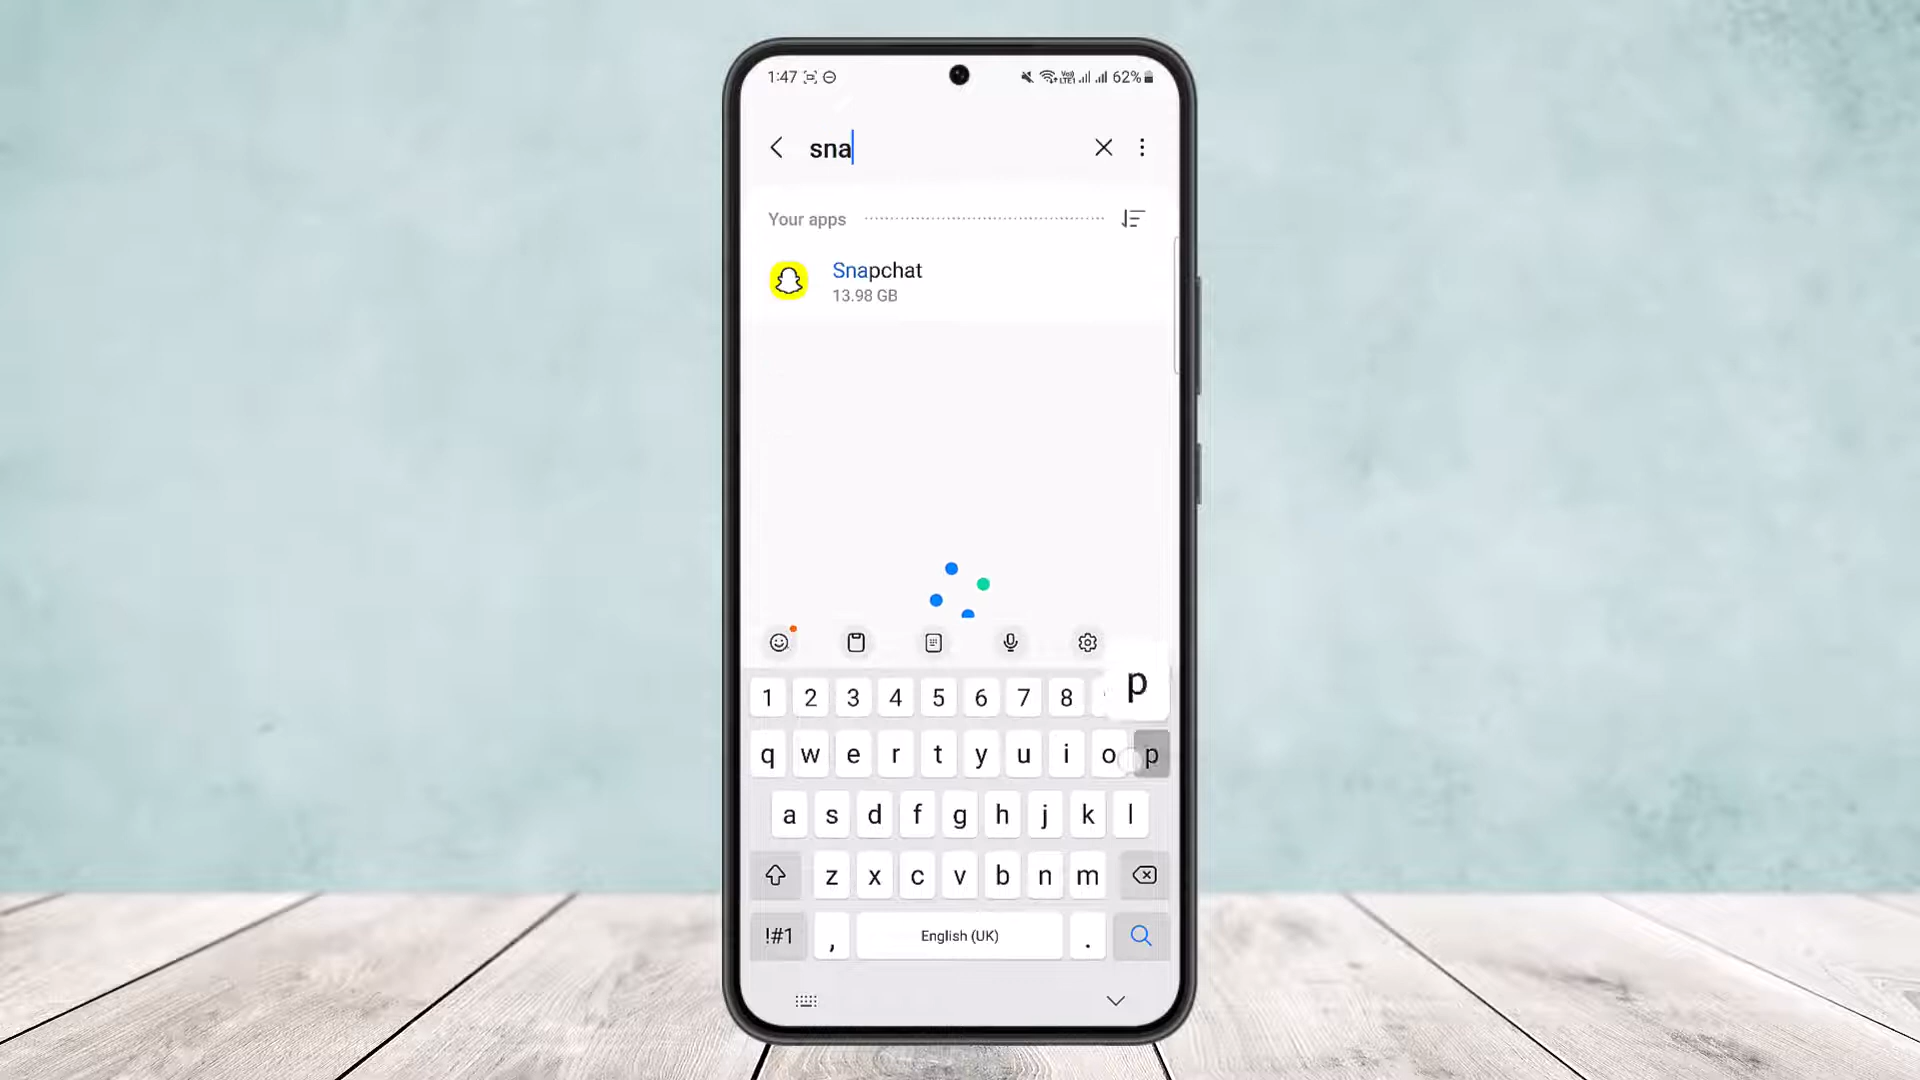 1:47
62%
sna
Your apps
Snapchat
13.98 GB
p
1 2 3 4 5 6 7 8
q w e r t y u i o p
a s d f g h j k l
z x c v b n m
!#1 , English (UK) .